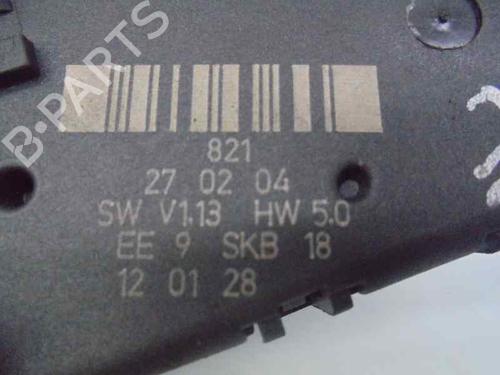 B-PARTS
821
27 02 04
SW V1.13 HW 5.0
EE 9 SKB 18
12 01 28